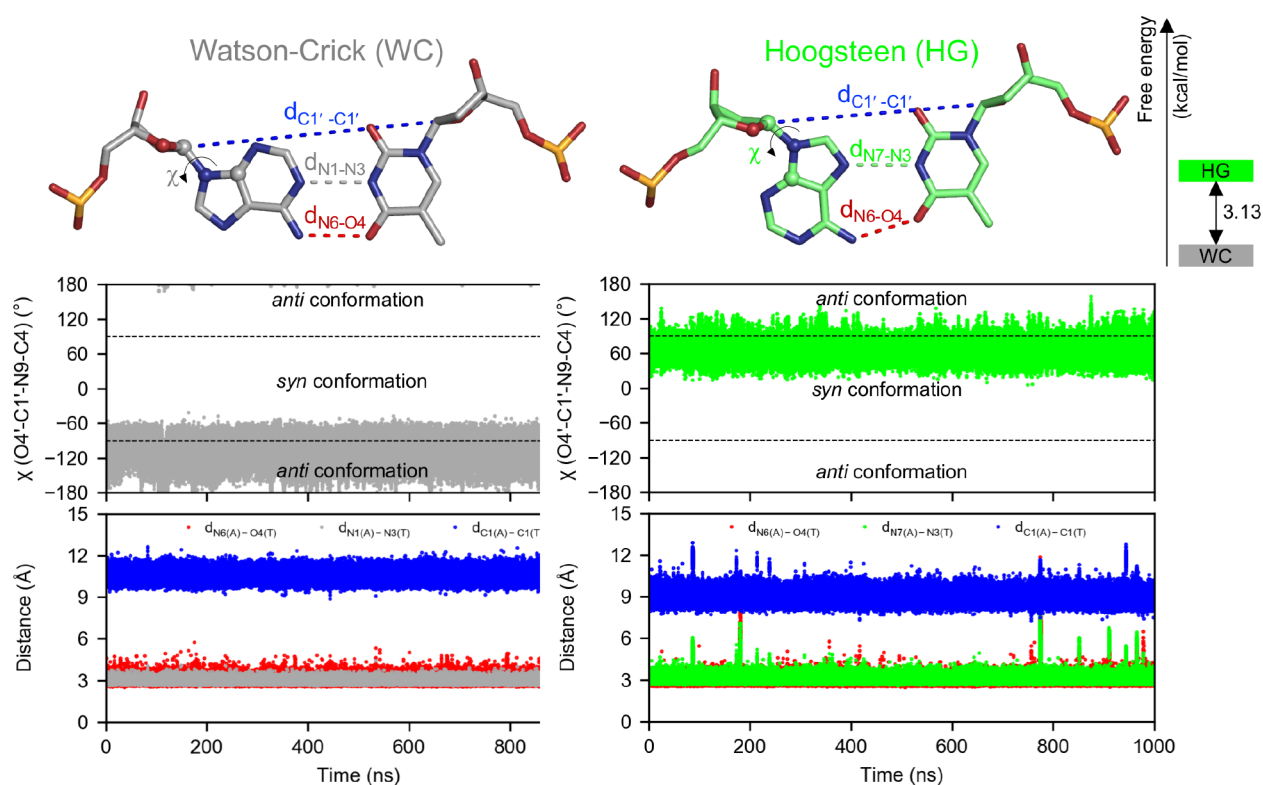 Watson-Crick (WC)
dC1′ -C1′
χ
dN1-N3
dN6-O4
Hoogsteen (HG)
dC1′ -C1′
χ
dN7-N3
dN6-O4
Free energy
(kcal/mol)
HG
3.13
WC
χ (O4'-C1'-N9-C4) (°)
180
120
60
0
−60
−120
−180
anti conformation
syn conformation
anti conformation
χ (O4'-C1'-N9-C4) (°)
180
120
60
0
−60
−120
−180
anti conformation
syn conformation
anti conformation
Distance (Å)
15
12
9
6
3
0
dN6(A)−O4(T) dN1(A)−N3(T) dC1(A)−C1(T
0 200 400 600 800
Time (ns)
Distance (Å)
15
12
9
6
3
0
dN6(A)−O4(T) dN7(A)−N3(T) dC1(A)−C1(T)
0 200 400 600 800 1000
Time (ns)